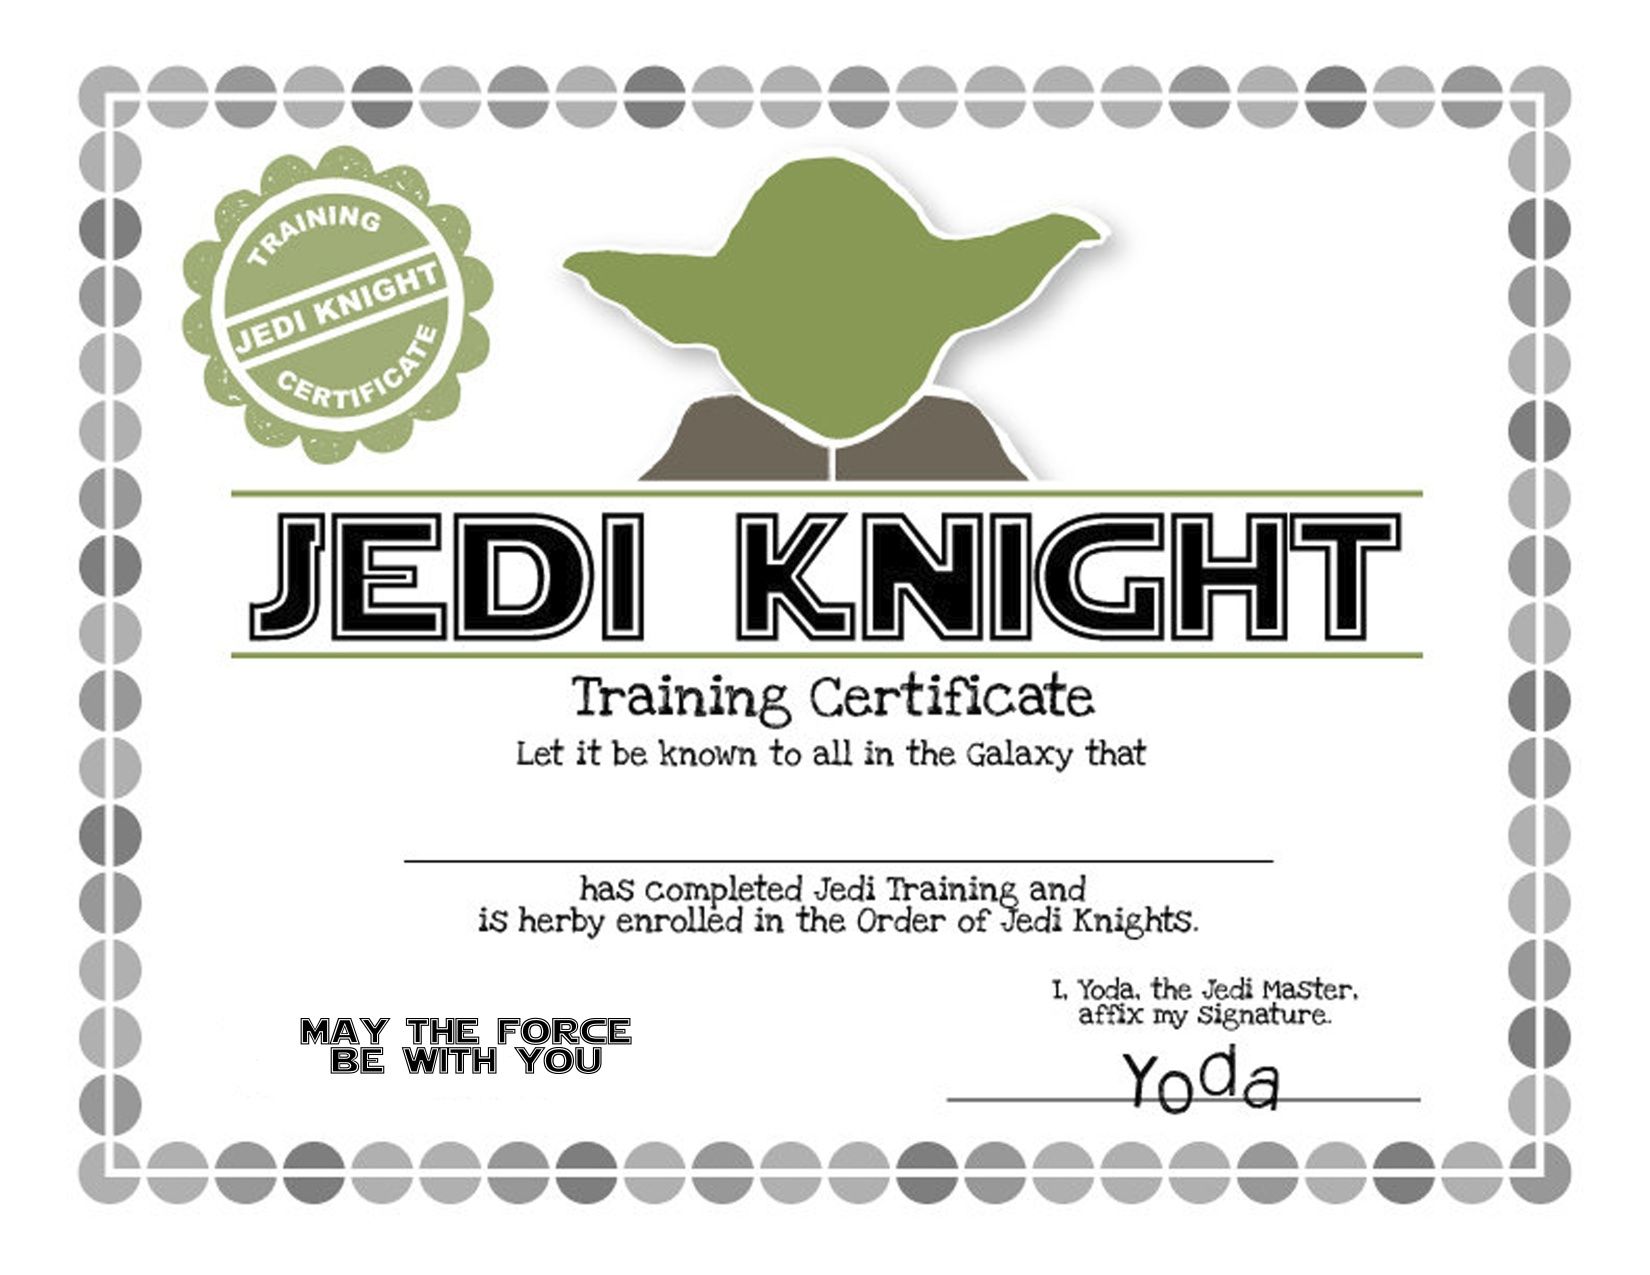 TRAINING
JEDI KNIGHT
CERTIFICATE
JEDI KNIGHT
Training Certificate
Let it be known to all in the Galaxy that
has completed Jedi Training and
is herby enrolled in the Order of Jedi Knights.
I, Yoda, the Jedi Master,
affix my Signature.
MAY THE FORCE
BE WITH YOU
Yoda